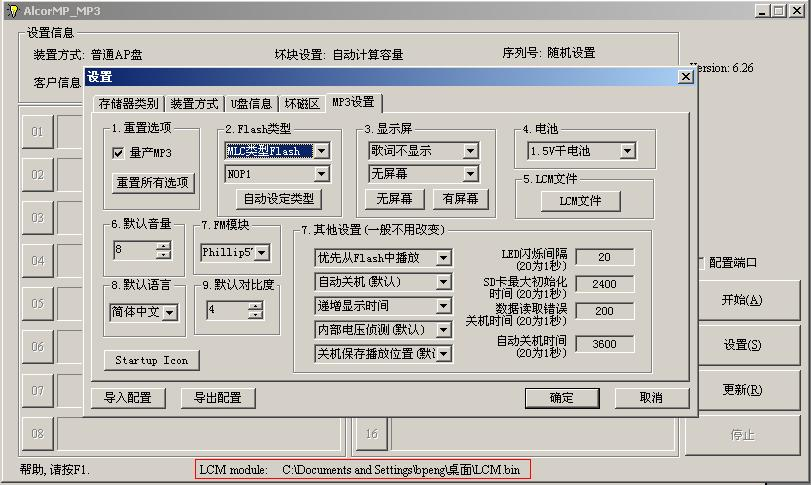 AlcorMP_MP3
设置信息
装置方式: 普通AP盘
坏块设置: 自动计算容量
序列号: 随机设置
客户信息
Version: 6.26
设置
存储器类别
装置方式
U盘信息
坏磁区
MP3设置
1.重置选项
量产MP3
重置所有选项
2.Flash类型
MLC类型Flash
NOP1
自动设定类型
3.显示屏
歌词不显示
无屏幕
无屏幕
有屏幕
4.电池
1.5V干电池
5.LCM文件
LCM文件
6.默认音量
8
7.FM模块
Phillip57
8.默认语言
简体中文
9.默认对比度
4
Startup Icon
7.其他设置(一般不用改变)
优先从Flash中播放
自动关机(默认)
递增显示时间
内部电压侦测(默认)
关机保存播放位置(默认
LED闪烁间隔
(20为1秒)
20
SD卡最大初始化
时间(20为1秒)
2400
数据读取错误
关机时间(20为1秒)
200
自动关机时间
(20为1秒)
3600
导入配置
导出配置
确定
取消
01
02
03
04
05
06
07
08
16
配置端口
开始(A)
设置(S)
更新(R)
停止
帮助, 请按F1.
LCM module: C:\Documents and Settings\bpeng\桌面\LCM.bin